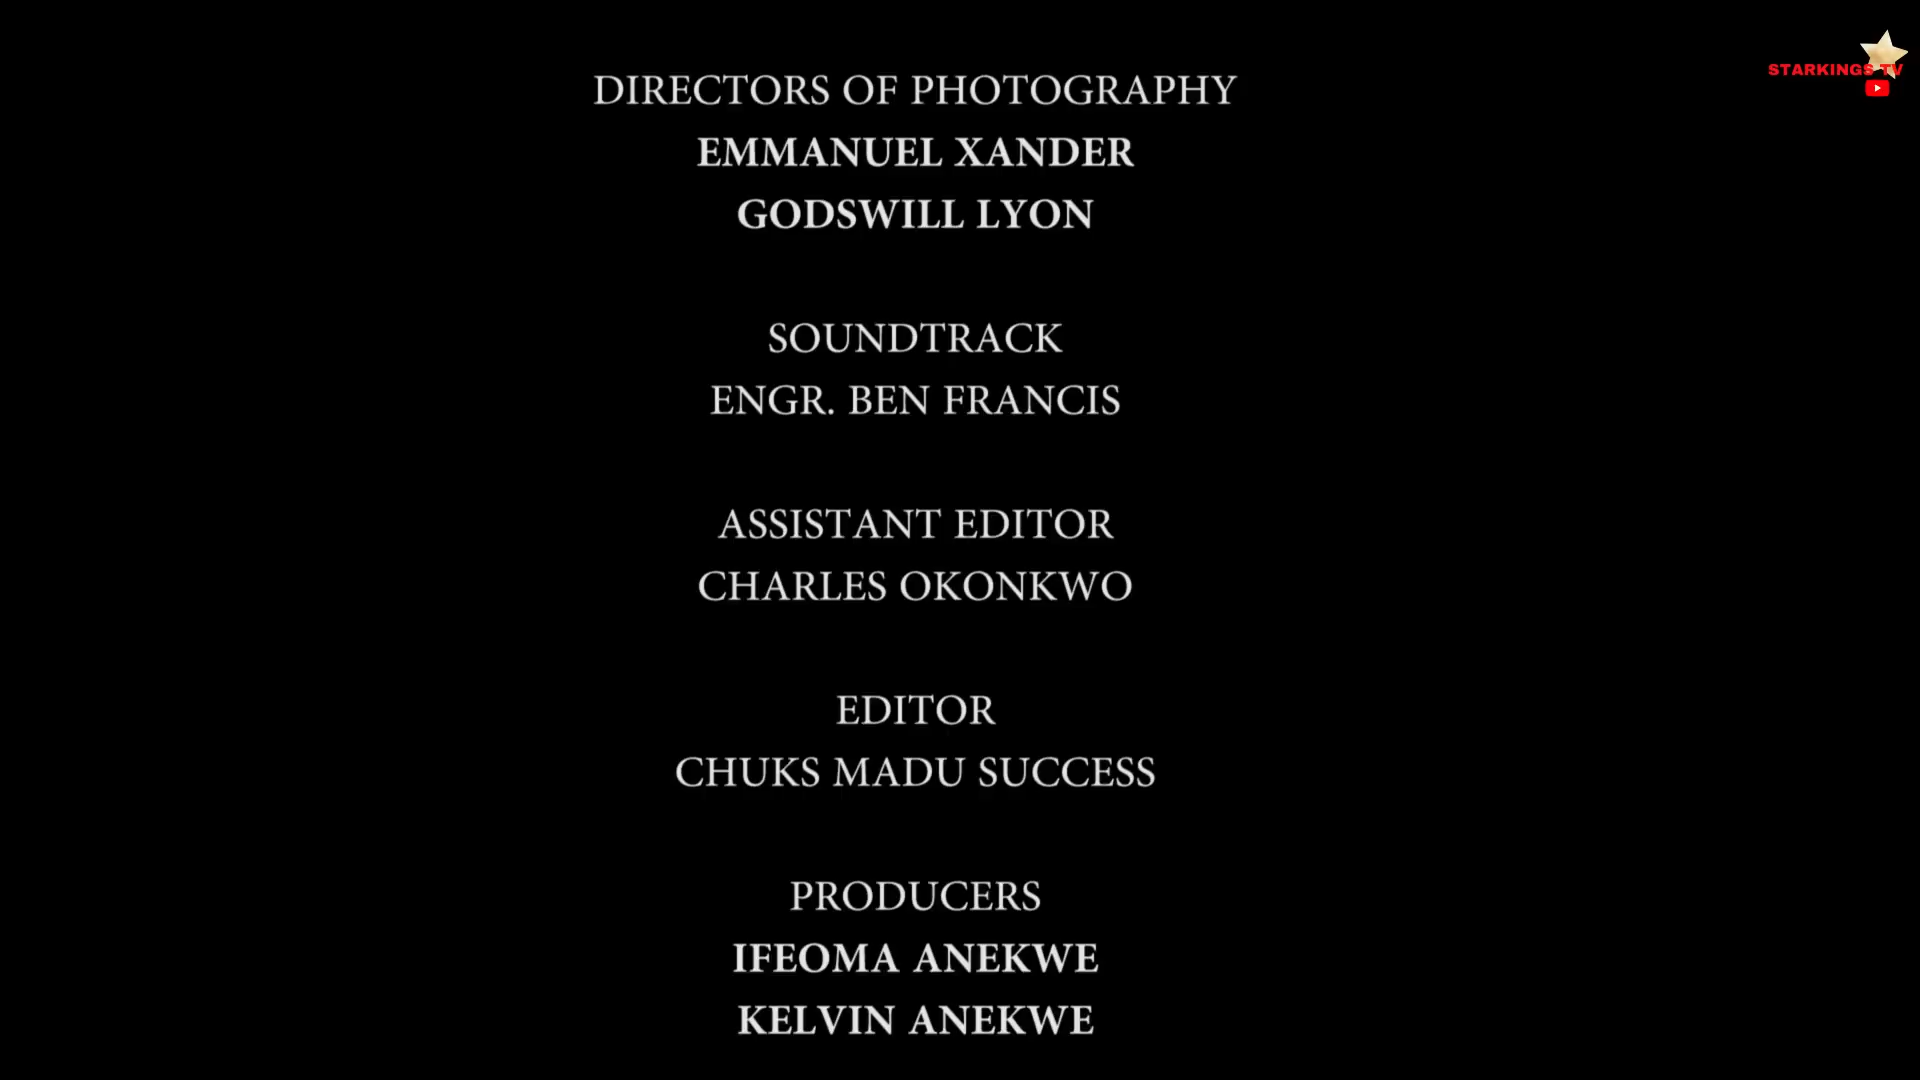 DIRECTORS OF PHOTOGRAPHY
EMMANUEL XANDER
GODSWILL LYON
SOUNDTRACK
ENGR. BEN FRANCIS
ASSISTANT EDITOR
CHARLES OKONKWO
EDITOR
CHUKS MADU SUCCESS
PRODUCERS
IFEOMA ANEKWE
KELVIN ANEKWE
STARKINGS TV